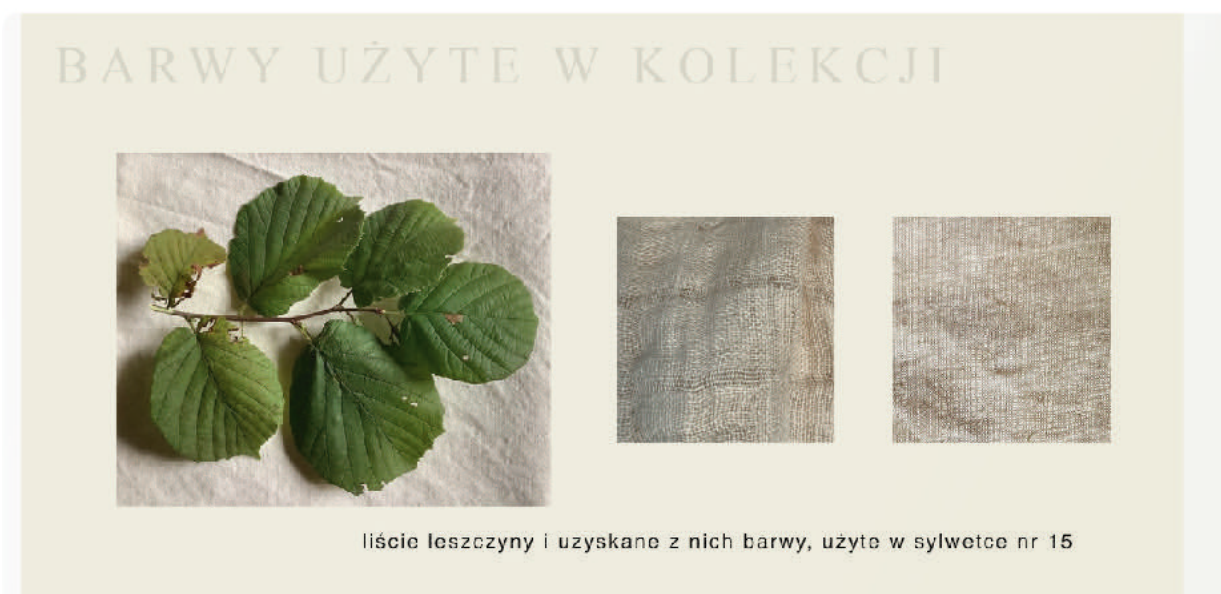 BARWY UŻYTE W KOLEKCJI
liście leszczyny i uzyskane z nich barwy, użyte w sylwetce nr 15